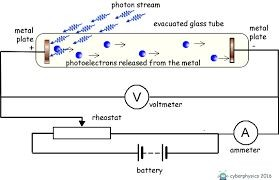 photon stream
evacuated glass tube
metal
plate
metal
plate
+
-
photoelectrons released from the metal
V
voltmeter
rheostat
A
ammeter
battery
cyberphysics 2016